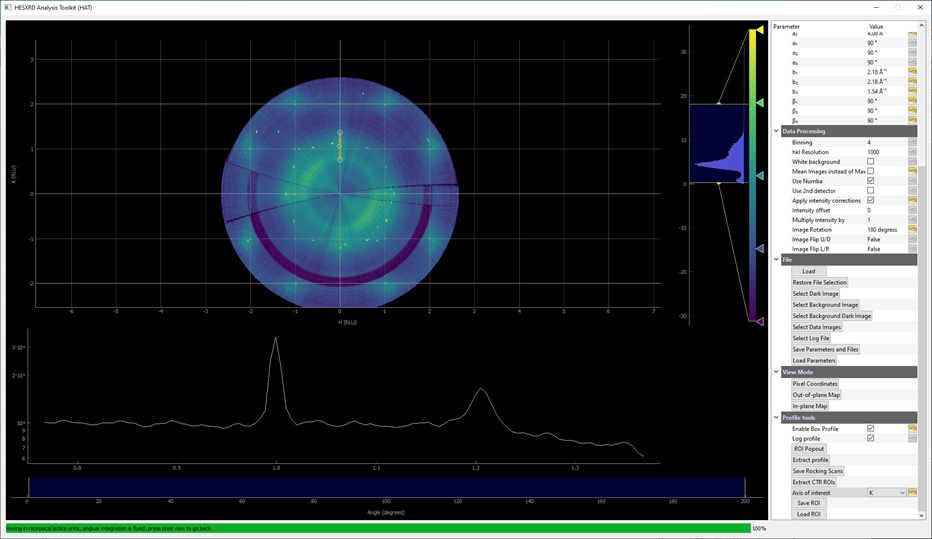 HESXRD Analysis Toolkit (HAT)
Parameter Value
a₃ 4.08 Å
α₁ 90 °
α₂ 90 °
α₃ 90 °
b₁ 2.18 Å⁻¹
b₂ 2.18 Å⁻¹
b₃ 1.54 Å⁻¹
β₁ 90 °
β₂ 90 °
β₃ 90 °
Data Processing
Binning 4
hkl Resolution 1000
White background
Mean Images instead of Max
Use Numba
Use 2nd detector
Apply intensity corrections
Intensity offset 0
Multiply intensity by 1
Image Rotation 180 degress
Image Flip U/D False
Image Flip L/R False
File
Load
Restore File Selection
Select Dark Image
Select Background Image
Select Background Dark Image
Select Data Images
Select Log File
Save Parameters and Files
Load Parameters
View Mode
Pixel Coordinates
Out-of-plane Map
In-plane Map
Profile tools
Enable Box Profile
Log profile
ROI Popout
Extract profile
Save Rocking Scans
Extract CTR ROIs
Axis of interest K
Save ROI
Load ROI
3
2
1
0
-1
-2
K (RLU)
-6 -5 -4 -3 -2 -1 0 1 2 3 4 5 6 7
H (RLU)
30
20
10
0
-10
-20
-30
9
8
7
6
0.8 0.9 1.0 1.1 1.2 1.3
0 20 40 60 80 100 120 140 160 180 200
Angle (degrees)
Viewing in reciprocal lattice units, angluar integration is fixed, press pixel view to go back
100%